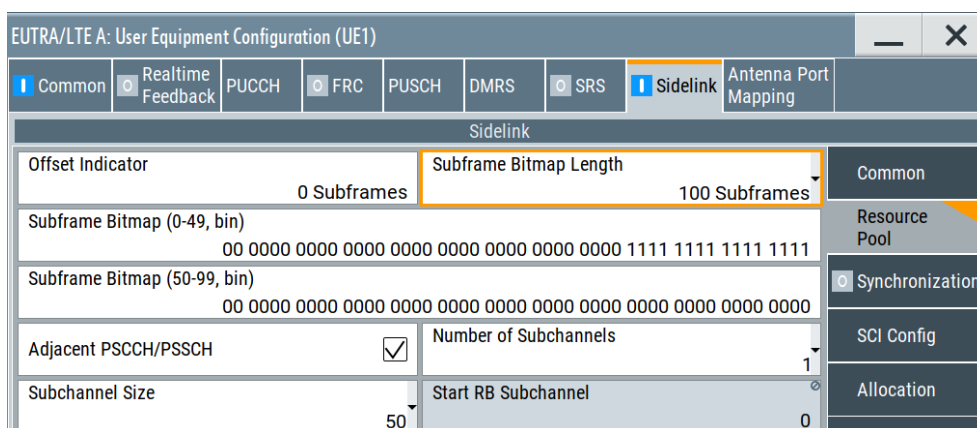 EUTRA/LTE A: User Equipment Configuration (UE1)
Common
Realtime
Feedback
PUCCH
FRC
PUSCH
DMRS
SRS
Sidelink
Antenna Port
Mapping
Sidelink
Offset Indicator
0 Subframes
Subframe Bitmap Length
100 Subframes
Subframe Bitmap (0-49, bin)
00 0000 0000 0000 0000 0000 0000 0000 0000 1111 1111 1111 1111
Subframe Bitmap (50-99, bin)
00 0000 0000 0000 0000 0000 0000 0000 0000 0000 0000 0000 0000
Adjacent PSCCH/PSSCH
Number of Subchannels
1
Subchannel Size
50
Start RB Subchannel
0
Common
Resource
Pool
Synchronization
SCI Config
Allocation